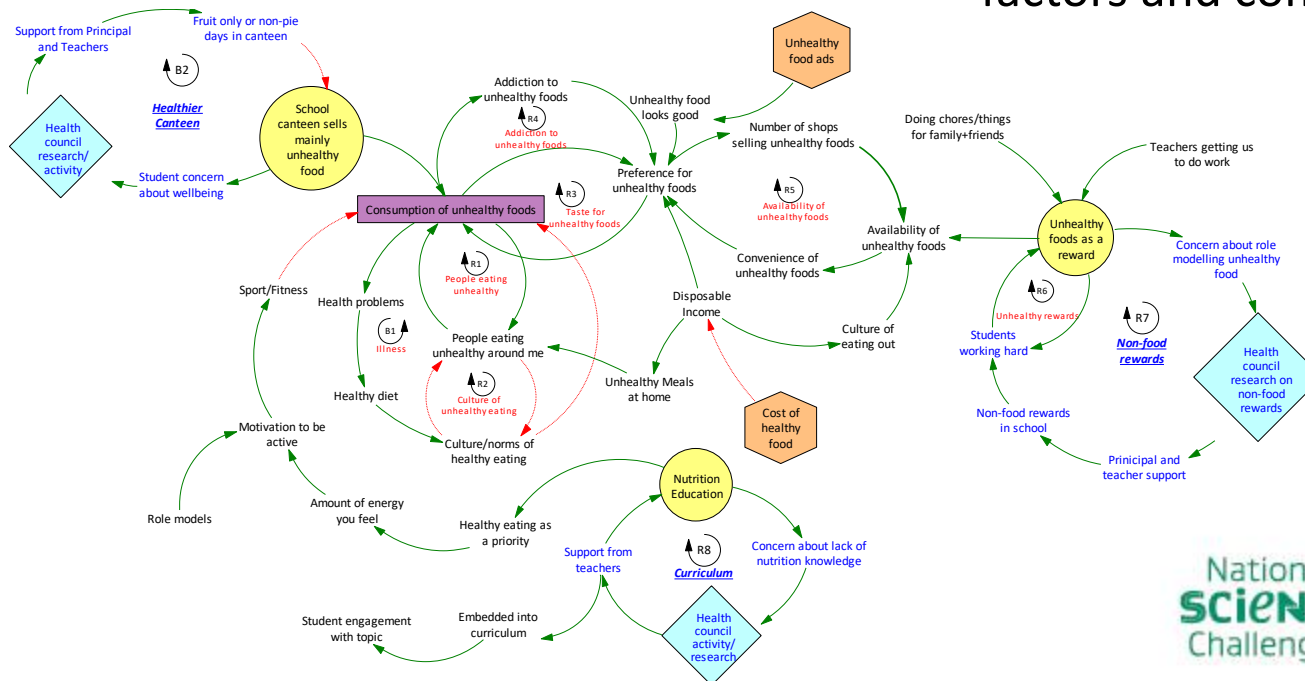 factors and con
Support from Principal
and Teachers
Fruit only or non-pie
days in canteen
B2
Healthier
Canteen
Health
council
research/
activity
School
canteen sells
mainly
unhealthy
food
Student concern
about wellbeing
Addiction to
unhealthy foods
R4
Addiction to
unhealthy foods
Unhealthy food
looks good
Unhealthy
food ads
Number of shops
selling unhealthy foods
Preference for
unhealthy foods
R3
Taste for
unhealthy foods
R5
Availability of
unhealthy foods
Consumption of unhealthy foods
Convenience of
unhealthy foods
Availability of
unhealthy foods
Doing chores/things
for family+friends
Teachers getting us
to do work
Unhealthy
foods as a
reward
Concern about role
modelling unhealthy
food
R6
Unhealthy rewards
R7
Non-food
rewards
Students
working hard
Health
council
research on
non-food
rewards
Non-food rewards
in school
Prinicipal and
teacher support
Sport/Fitness
Health problems
R1
People eating
unhealthy
B1
Illness
People eating
unhealthy around me
R2
Culture of
unhealthy eating
Disposable
Income
Culture of
eating out
Unhealthy Meals
at home
Cost of
healthy
food
Healthy diet
Culture/norms of
healthy eating
Motivation to be
active
Role models
Amount of energy
you feel
Healthy eating as
a priority
Nutrition
Education
Support from
teachers
R8
Curriculum
Concern about lack of
nutrition knowledge
Health
council
activity/
research
Embedded into
curriculum
Student engagement
with topic
Nation
SCiEN
Challeng